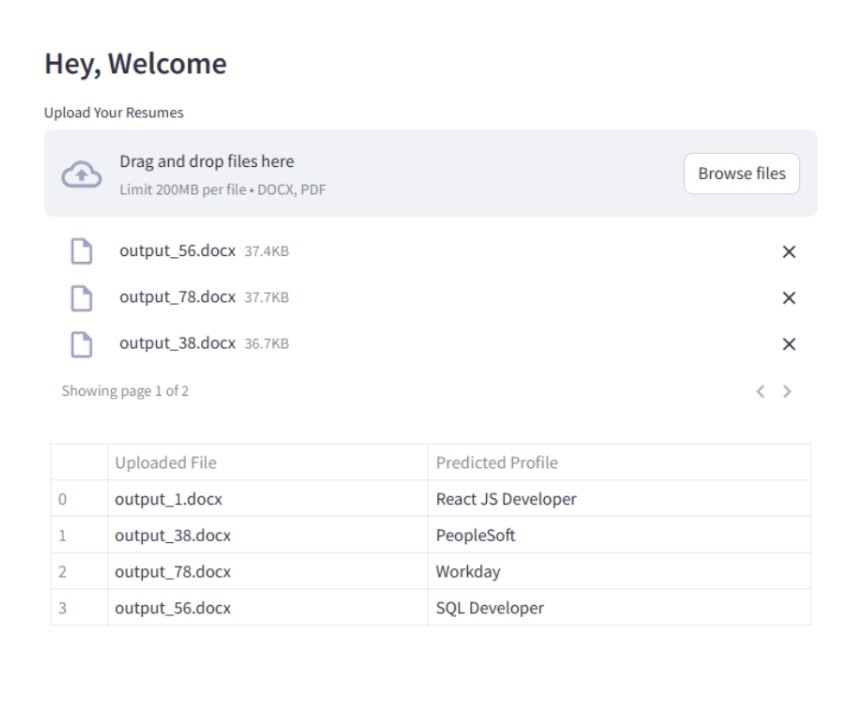 Hey, Welcome
Upload Your Resumes
Drag and drop files here
Limit 200MB per file • DOCX, PDF
Browse files
output_56.docx 37.4KB
output_78.docx 37.7KB
output_38.docx 36.7KB
Showing page 1 of 2
Uploaded File Predicted Profile
0 output_1.docx React JS Developer
1 output_38.docx PeopleSoft
2 output_78.docx Workday
3 output_56.docx SQL Developer